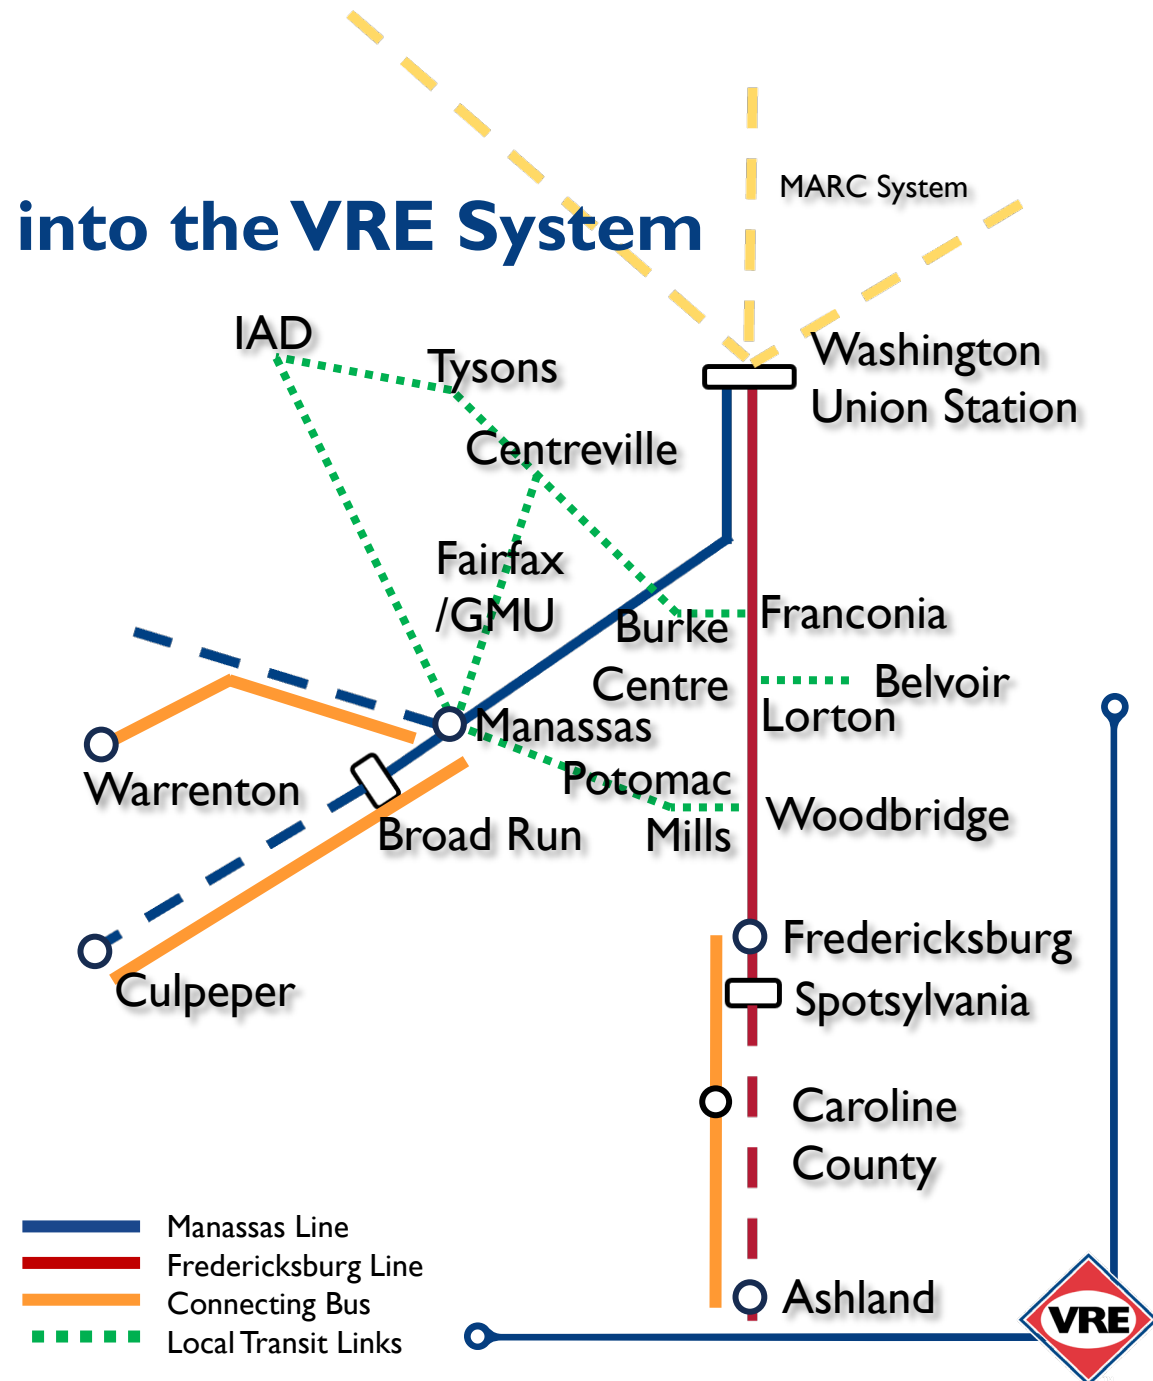 MARC System
into the VRE System
IAD
Tysons
Washington
Union Station
Centreville
Fairfax
/GMU
Burke
Centre
Franconia
Belvoir
Lorton
Manassas
Potomac
Mills
Woodbridge
Warrenton
Broad Run
Culpeper
Fredericksburg
Spotsylvania
Caroline
County
Ashland
Manassas Line
Fredericksburg Line
Connecting Bus
Local Transit Links
VRE